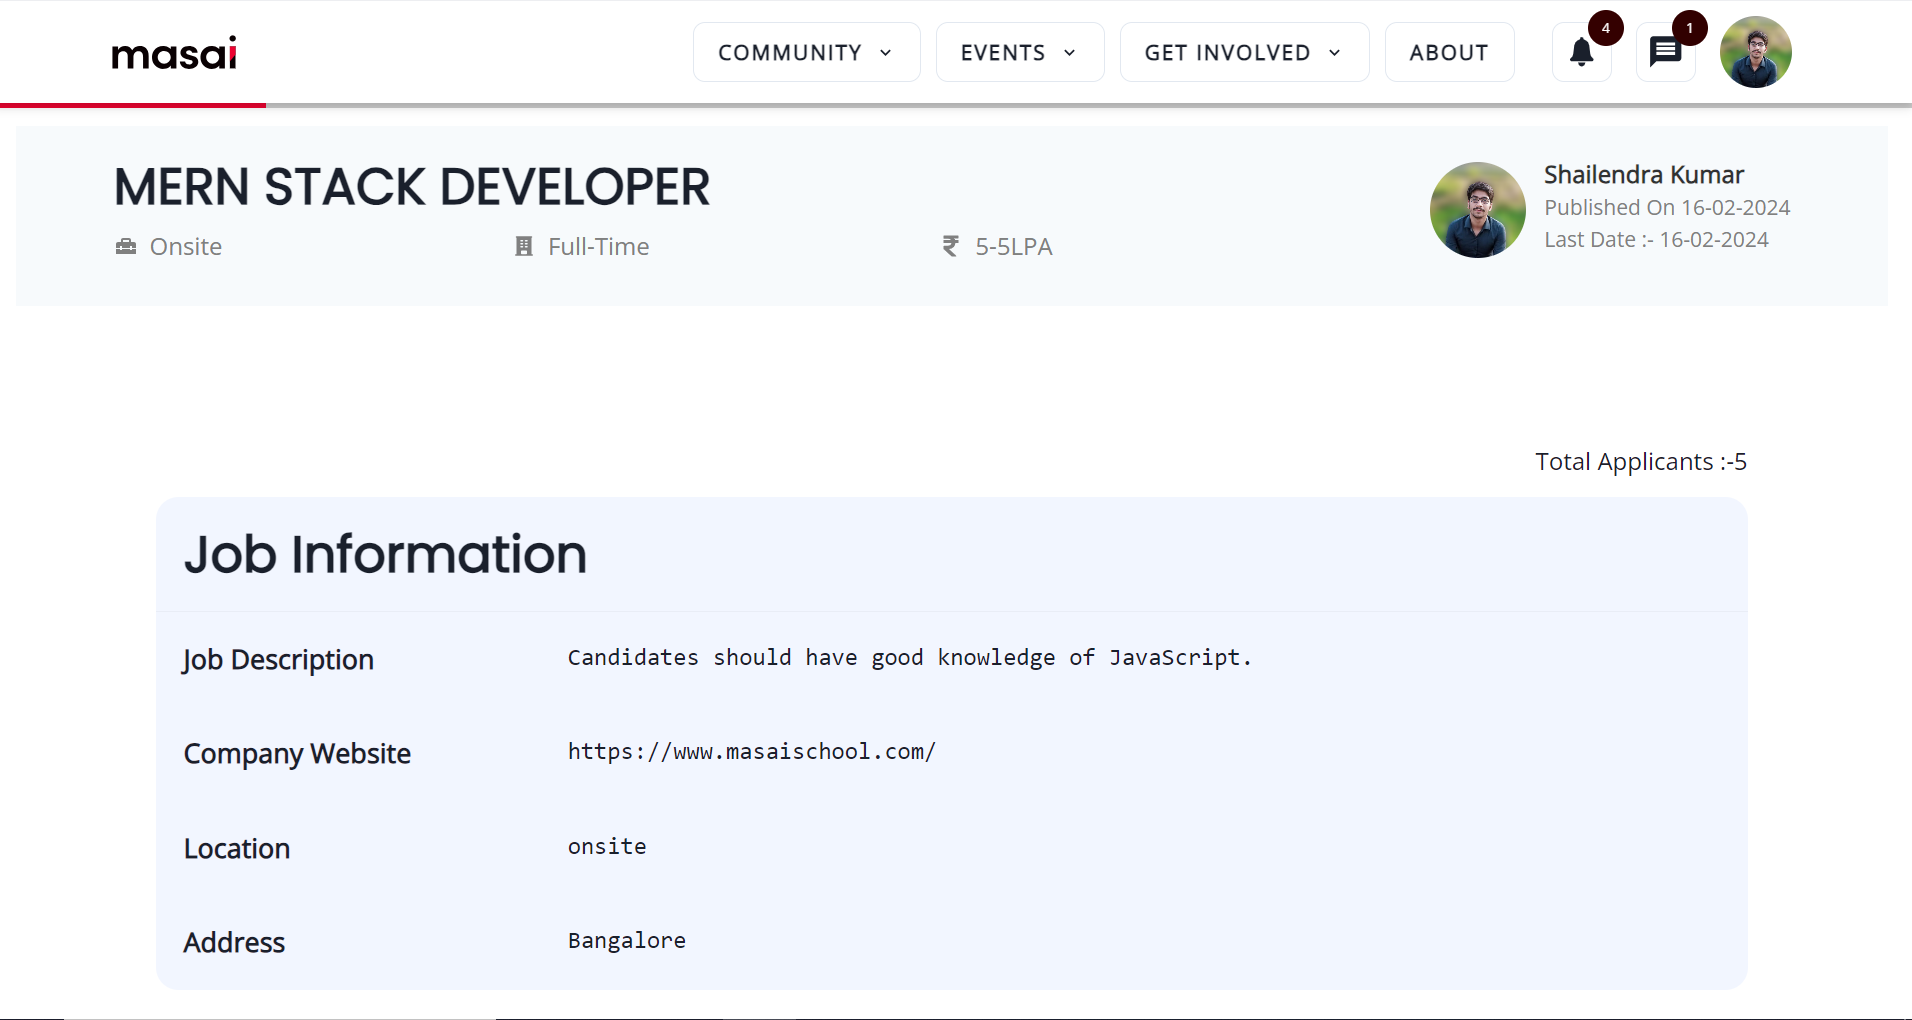 masai
COMMUNITY
EVENTS
GET INVOLVED
ABOUT
4
1
MERN STACK DEVELOPER
Onsite
Full-Time
₹ 5-5LPA
Shailendra Kumar
Published On 16-02-2024
Last Date :- 16-02-2024
Total Applicants :-5
Job Information
Job Description
Candidates should have good knowledge of JavaScript.
Company Website
https://www.masaischool.com/
Location
onsite
Address
Bangalore